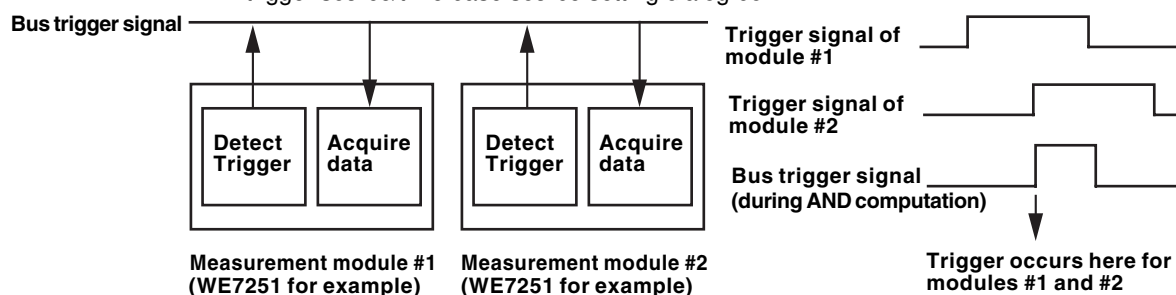 Bus trigger signal
Detect
Trigger
Acquire
data
Measurement module #1
(WE7251 for example)
Detect
Trigger
Acquire
data
Measurement module #2
(WE7251 for example)
Trigger signal of
module #1
Trigger signal of
module #2
Bus trigger signal
(during AND computation)
Trigger occurs here for
modules #1 and #2